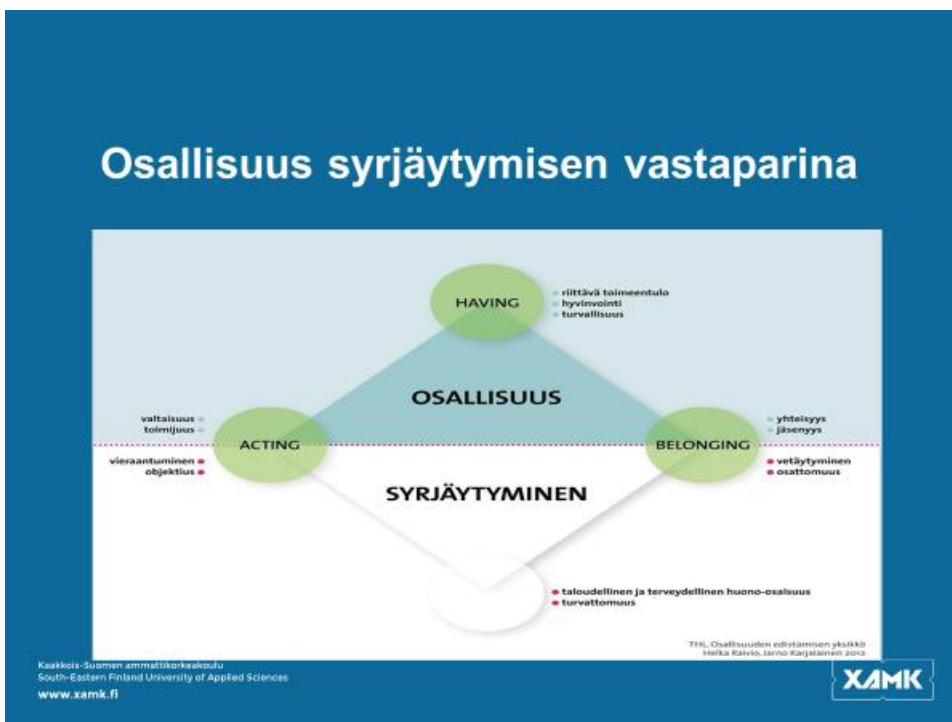 Osallisuus syrjäytymisen vastaparina
HAVING
riittävä toimeentulo
hyvinvointi
turvallisuus
OSALLISUUS
valtaisuus
toimijuus
ACTING
vieraantuminen
objektius
BELONGING
yhteisyys
jäsenyys
vetäytyminen
osattomuus
SYRJÄYTYMINEN
taloudellinen ja terveydellinen huono-osaisuus
turvattomuus
THL, Osallisuuden edistämisen yksikkö
Helka Raivio, Jarno Karjalainen 2012
Kaakkois-Suomen ammattikorkeakoulu
South-Eastern Finland University of Applied Sciences
www.xamk.fi
XAMK